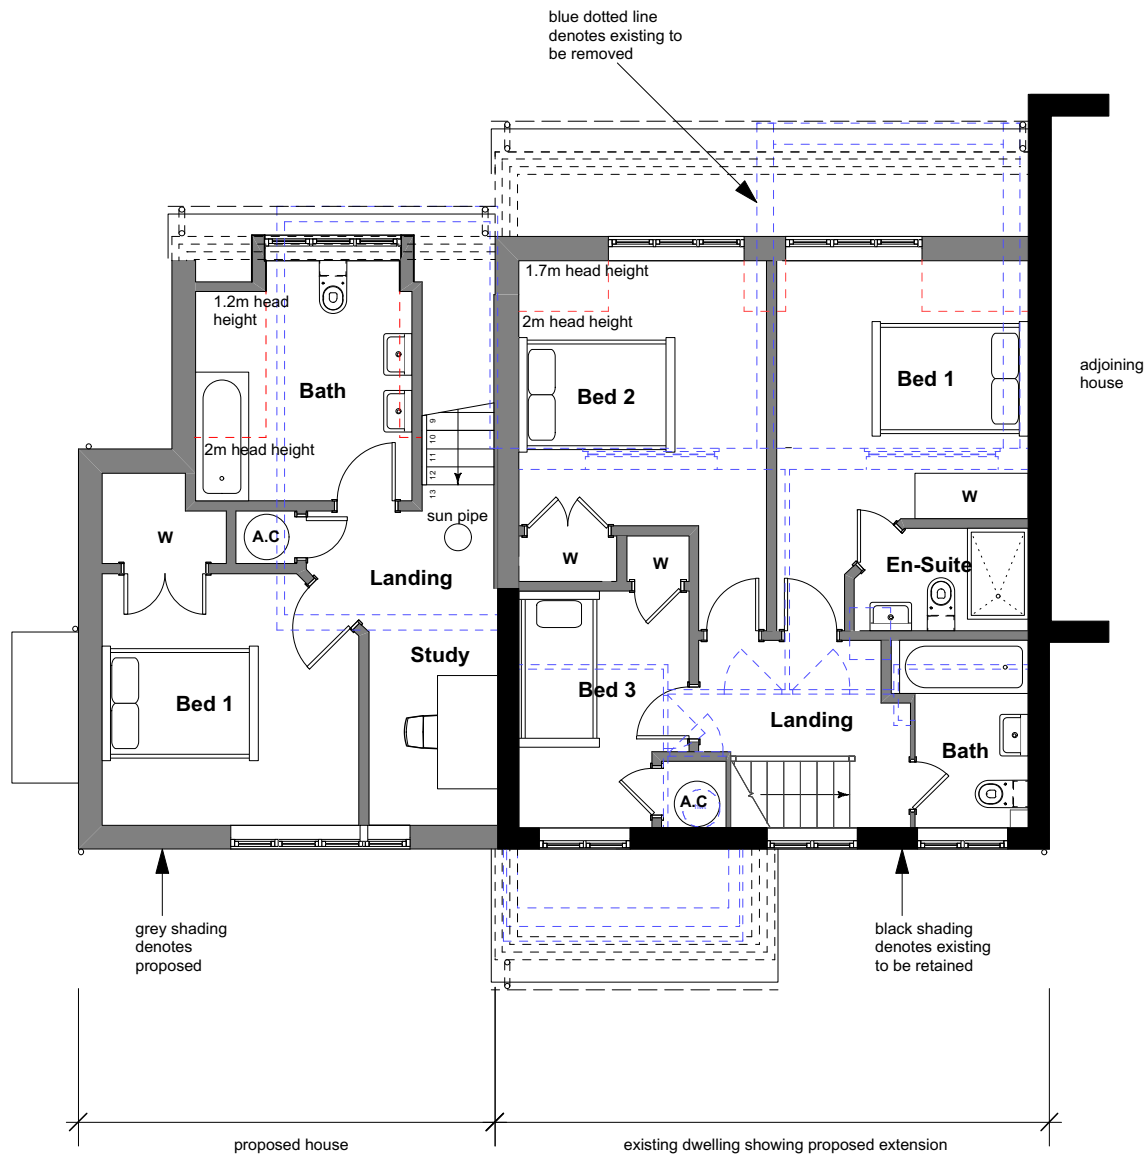 blue dotted line
denotes existing to
be removed
1.7m head height
1.2m head
height
2m head height
adjoining
house
Bath
Bed 2
Bed 1
9
10
11
12
13
2m head height
W
sun pipe
W
A.C
W
W
En-Suite
Landing
Study
Bed 3
Bed 1
Landing
Bath
A.C
grey shading
denotes
proposed
black shading
denotes existing
to be retained
proposed house
existing dwelling showing proposed extension